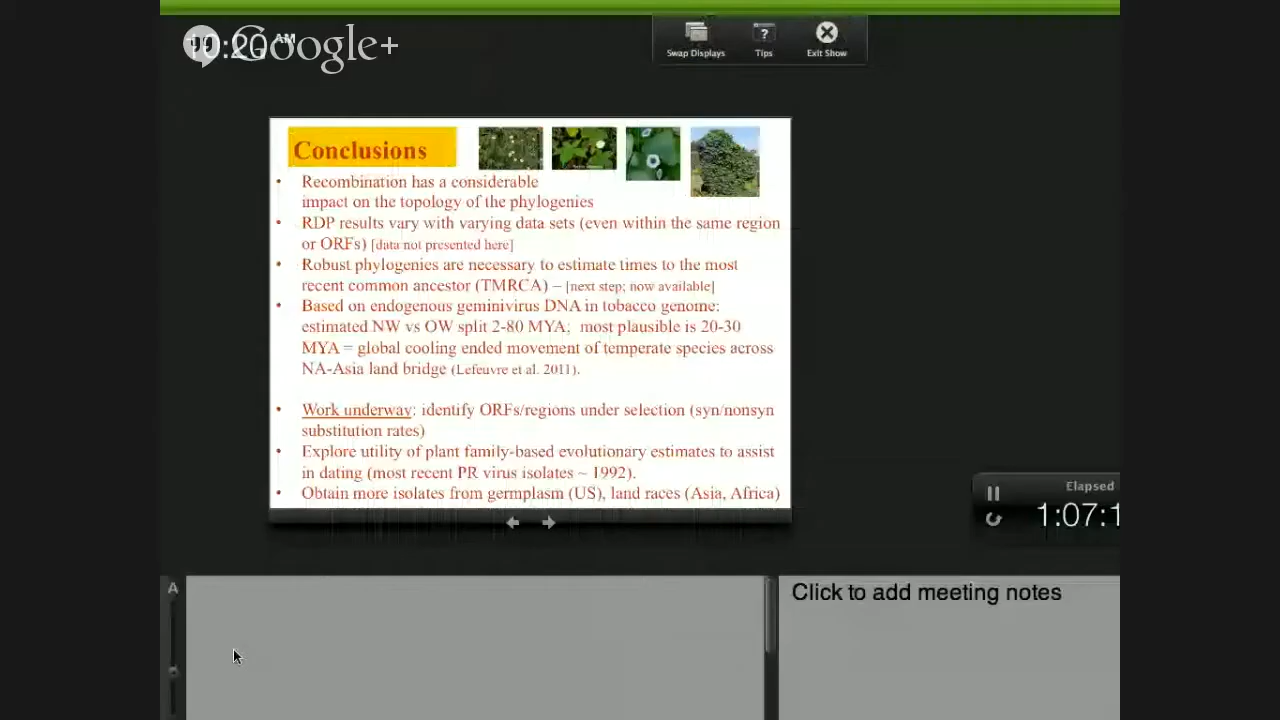 10:20 AM
Google+
Swap Displays
Tips
Exit Show
Conclusions
• Recombination has a considerable
impact on the topology of the phylogenies
• RDP results vary with varying data sets (even within the same region
or ORFs) [data not presented here]
• Robust phylogenies are necessary to estimate times to the most
recent common ancestor (TMRCA) – [next step; now available]
• Based on endogenous geminivirus DNA in tobacco genome:
estimated NW vs OW split 2-80 MYA; most plausible is 20-30
MYA = global cooling ended movement of temperate species across
NA-Asia land bridge (Lefeuvre et al. 2011).
• Work underway: identify ORFs/regions under selection (syn/nonsyn
substitution rates)
• Explore utility of plant family-based evolutionary estimates to assist
in dating (most recent PR virus isolates ~ 1992).
• Obtain more isolates from germplasm (US), land races (Asia, Africa)
Elapsed
1:07:1
A
Click to add meeting notes